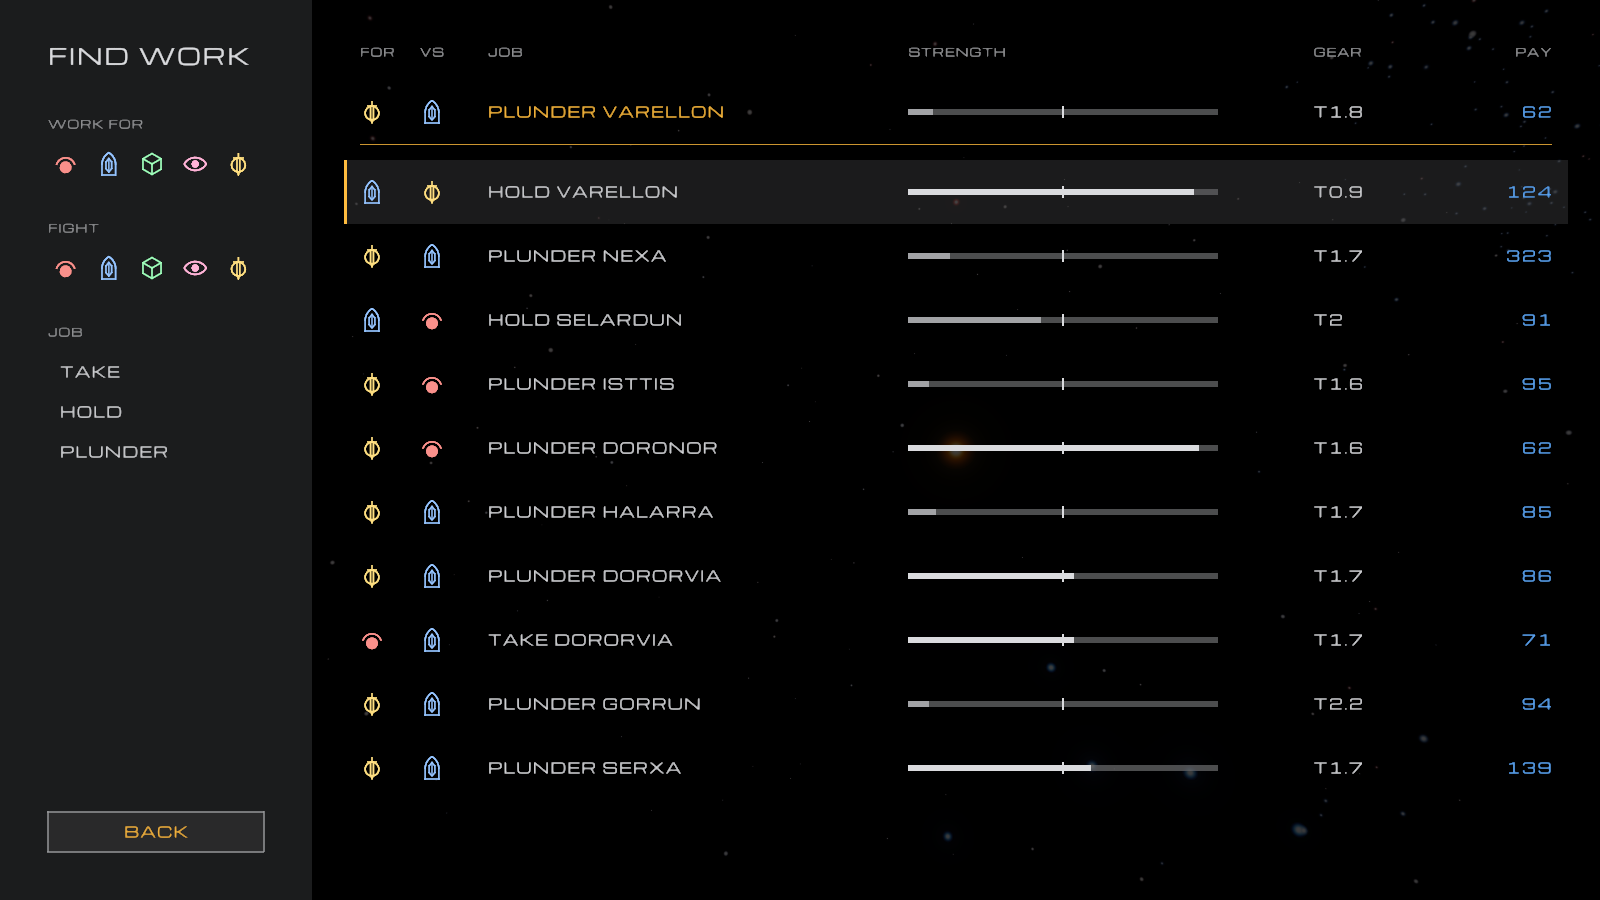 FIND WORK
WORK FOR
FIGHT
JOB
TAKE
HOLD
PLUNDER
BACK
FOR VS JOB STRENGTH GEAR PAY
PLUNDER VARELLON T1.8 62
HOLD VARELLON T0.9 124
PLUNDER NEXA T1.7 323
HOLD SELARDUN T2 91
PLUNDER ISTTIS T1.6 95
PLUNDER DORONOR T1.6 62
PLUNDER HALARRA T1.7 85
PLUNDER DORORVIA T1.7 86
TAKE DORORVIA T1.7 71
PLUNDER GORRUN T2.2 94
PLUNDER SERXA T1.7 139